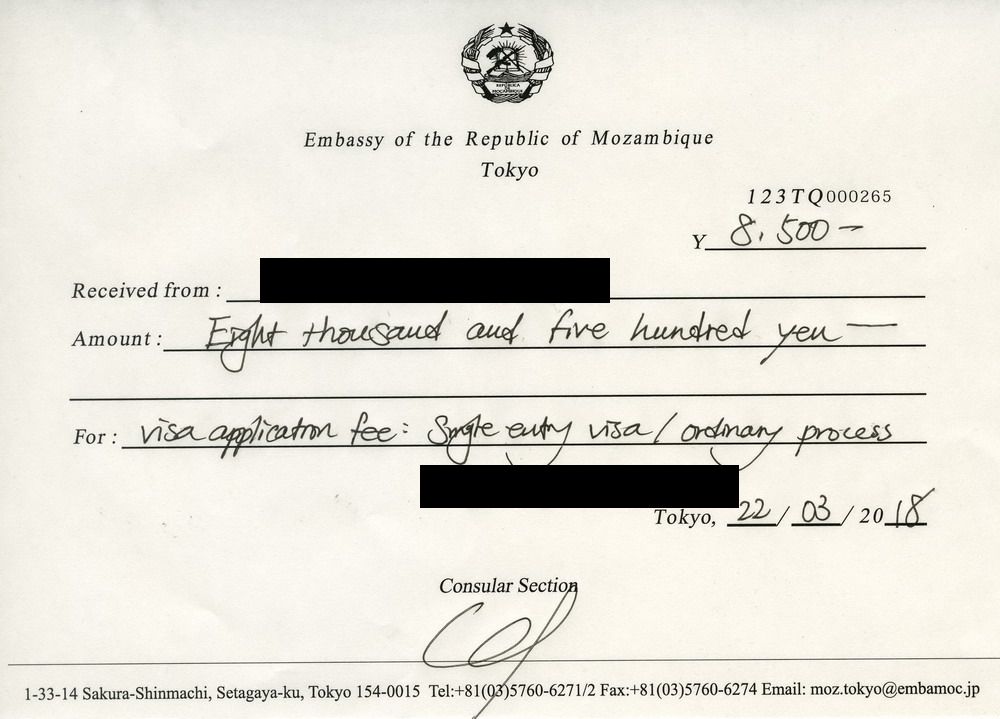 REPÚBLICA
DE
MOÇAMBIQUE
Embassy of the Republic of Mozambique
Tokyo
123TQ000265
Y 8.500—
Received from :
Amount : Eight thousand and five hundred yen —
For : visa application fee: Single entry visa / ordinary process
Tokyo, 22 / 03 / 2018
Consular Section
1-33-14 Sakura-Shinmachi, Setagaya-ku, Tokyo 154-0015 Tel:+81(03)5760-6271/2 Fax:+81(03)5760-6274 Email: moz.tokyo@embamoc.jp